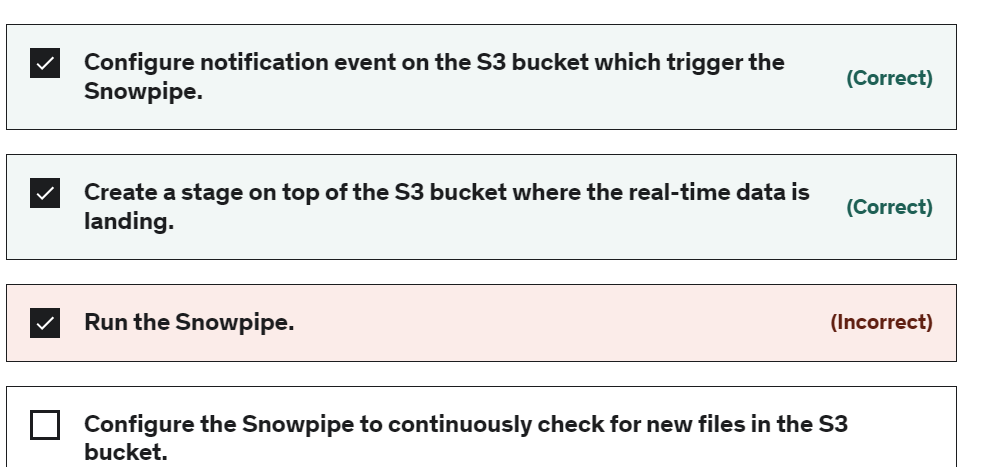 Configure notification event on the S3 bucket which trigger the
Snowpipe.
(Correct)
Create a stage on top of the S3 bucket where the real-time data is
landing.
(Correct)
Run the Snowpipe.
(Incorrect)
Configure the Snowpipe to continuously check for new files in the S3
bucket.